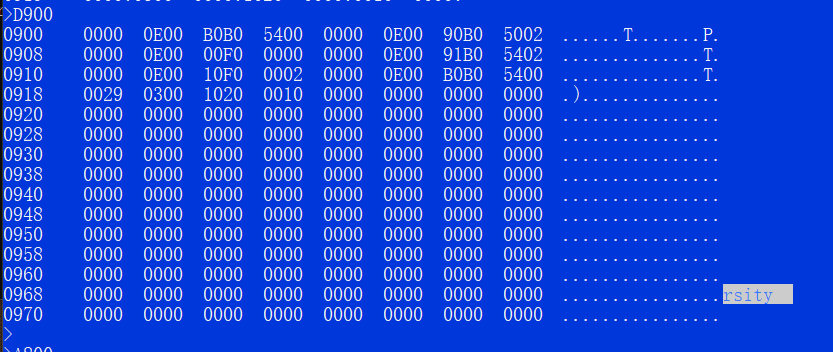 >D900
0900 0000 0E00 B0B0 5400 0000 0E00 90B0 5002 ......T.......P.
0908 0000 0E00 00F0 0000 0000 0E00 91B0 5402 ..............T.
0910 0000 0E00 10F0 0002 0000 0E00 B0B0 5400 ..............T.
0918 0029 0300 1020 0010 0000 0000 0000 0000 .)..............
0920 0000 0000 0000 0000 0000 0000 0000 0000 ................
0928 0000 0000 0000 0000 0000 0000 0000 0000 ................
0930 0000 0000 0000 0000 0000 0000 0000 0000 ................
0938 0000 0000 0000 0000 0000 0000 0000 0000 ................
0940 0000 0000 0000 0000 0000 0000 0000 0000 ................
0948 0000 0000 0000 0000 0000 0000 0000 0000 ................
0950 0000 0000 0000 0000 0000 0000 0000 0000 ................
0958 0000 0000 0000 0000 0000 0000 0000 0000 ................
0960 0000 0000 0000 0000 0000 0000 0000 0000 ................
0968 0000 0000 0000 0000 0000 0000 0000 0000 ................rsity
0970 0000 0000 0000 0000 0000 0000 0000 0000 ................
>